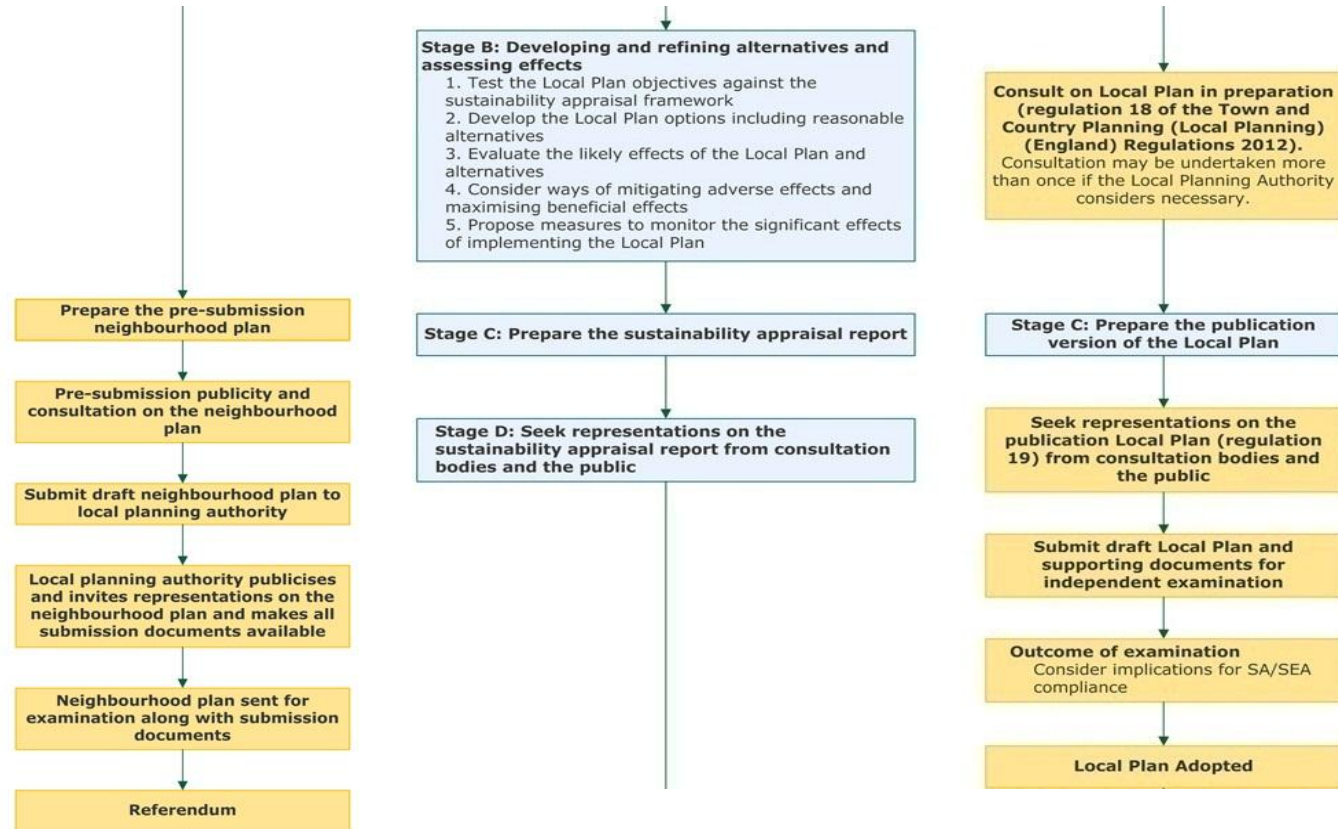 Prepare the pre-submission
neighbourhood plan
Pre-submission publicity and
consultation on the neighbourhood
plan
Submit draft neighbourhood plan to
local planning authority
Local planning authority publicises
and invites representations on the
neighbourhood plan and makes all
submission documents available
Neighbourhood plan sent for
examination along with submission
documents
Referendum
Stage B: Developing and refining alternatives and
assessing effects
1. Test the Local Plan objectives against the
sustainability appraisal framework
2. Develop the Local Plan options including reasonable
alternatives
3. Evaluate the likely effects of the Local Plan and
alternatives
4. Consider ways of mitigating adverse effects and
maximising beneficial effects
5. Propose measures to monitor the significant effects
of implementing the Local Plan
Stage C: Prepare the sustainability appraisal report
Stage D: Seek representations on the
sustainability appraisal report from consultation
bodies and the public
Consult on Local Plan in preparation
(regulation 18 of the Town and
Country Planning (Local Planning)
(England) Regulations 2012).
Consultation may be undertaken more
than once if the Local Planning Authority
considers necessary.
Stage C: Prepare the publication
version of the Local Plan
Seek representations on the
publication Local Plan (regulation
19) from consultation bodies and
the public
Submit draft Local Plan and
supporting documents for
independent examination
Outcome of examination
Consider implications for SA/SEA
compliance
Local Plan Adopted